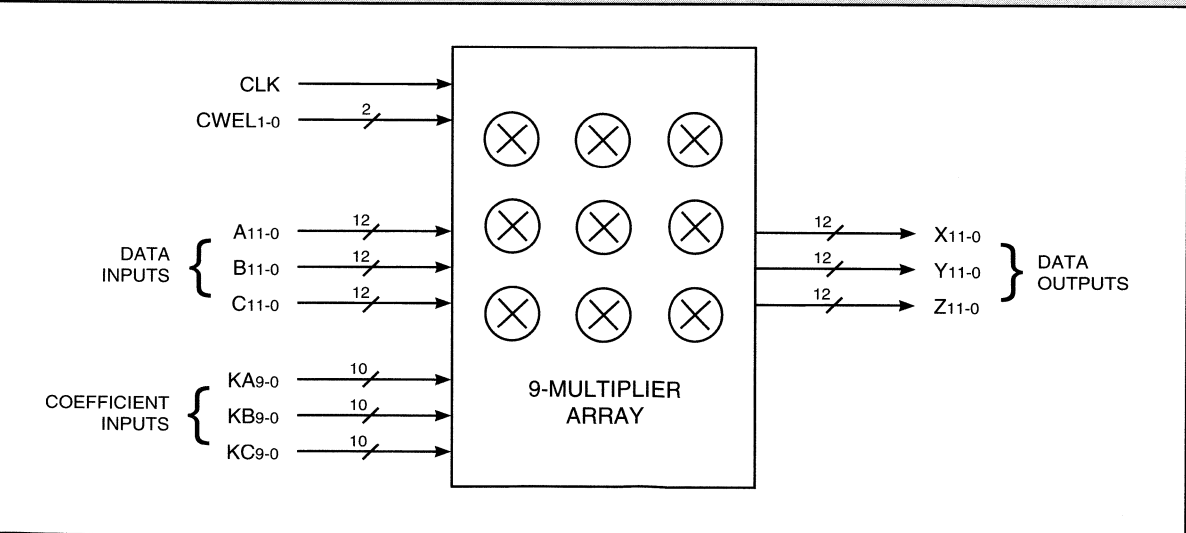 CLK
CWEL1-0
2
DATA
INPUTS
A11-0
12
B11-0
12
C11-0
12
COEFFICIENT
INPUTS
KA9-0
10
KB9-0
10
KC9-0
10
9-MULTIPLIER
ARRAY
12
X11-0
12
Y11-0
12
Z11-0
DATA
OUTPUTS